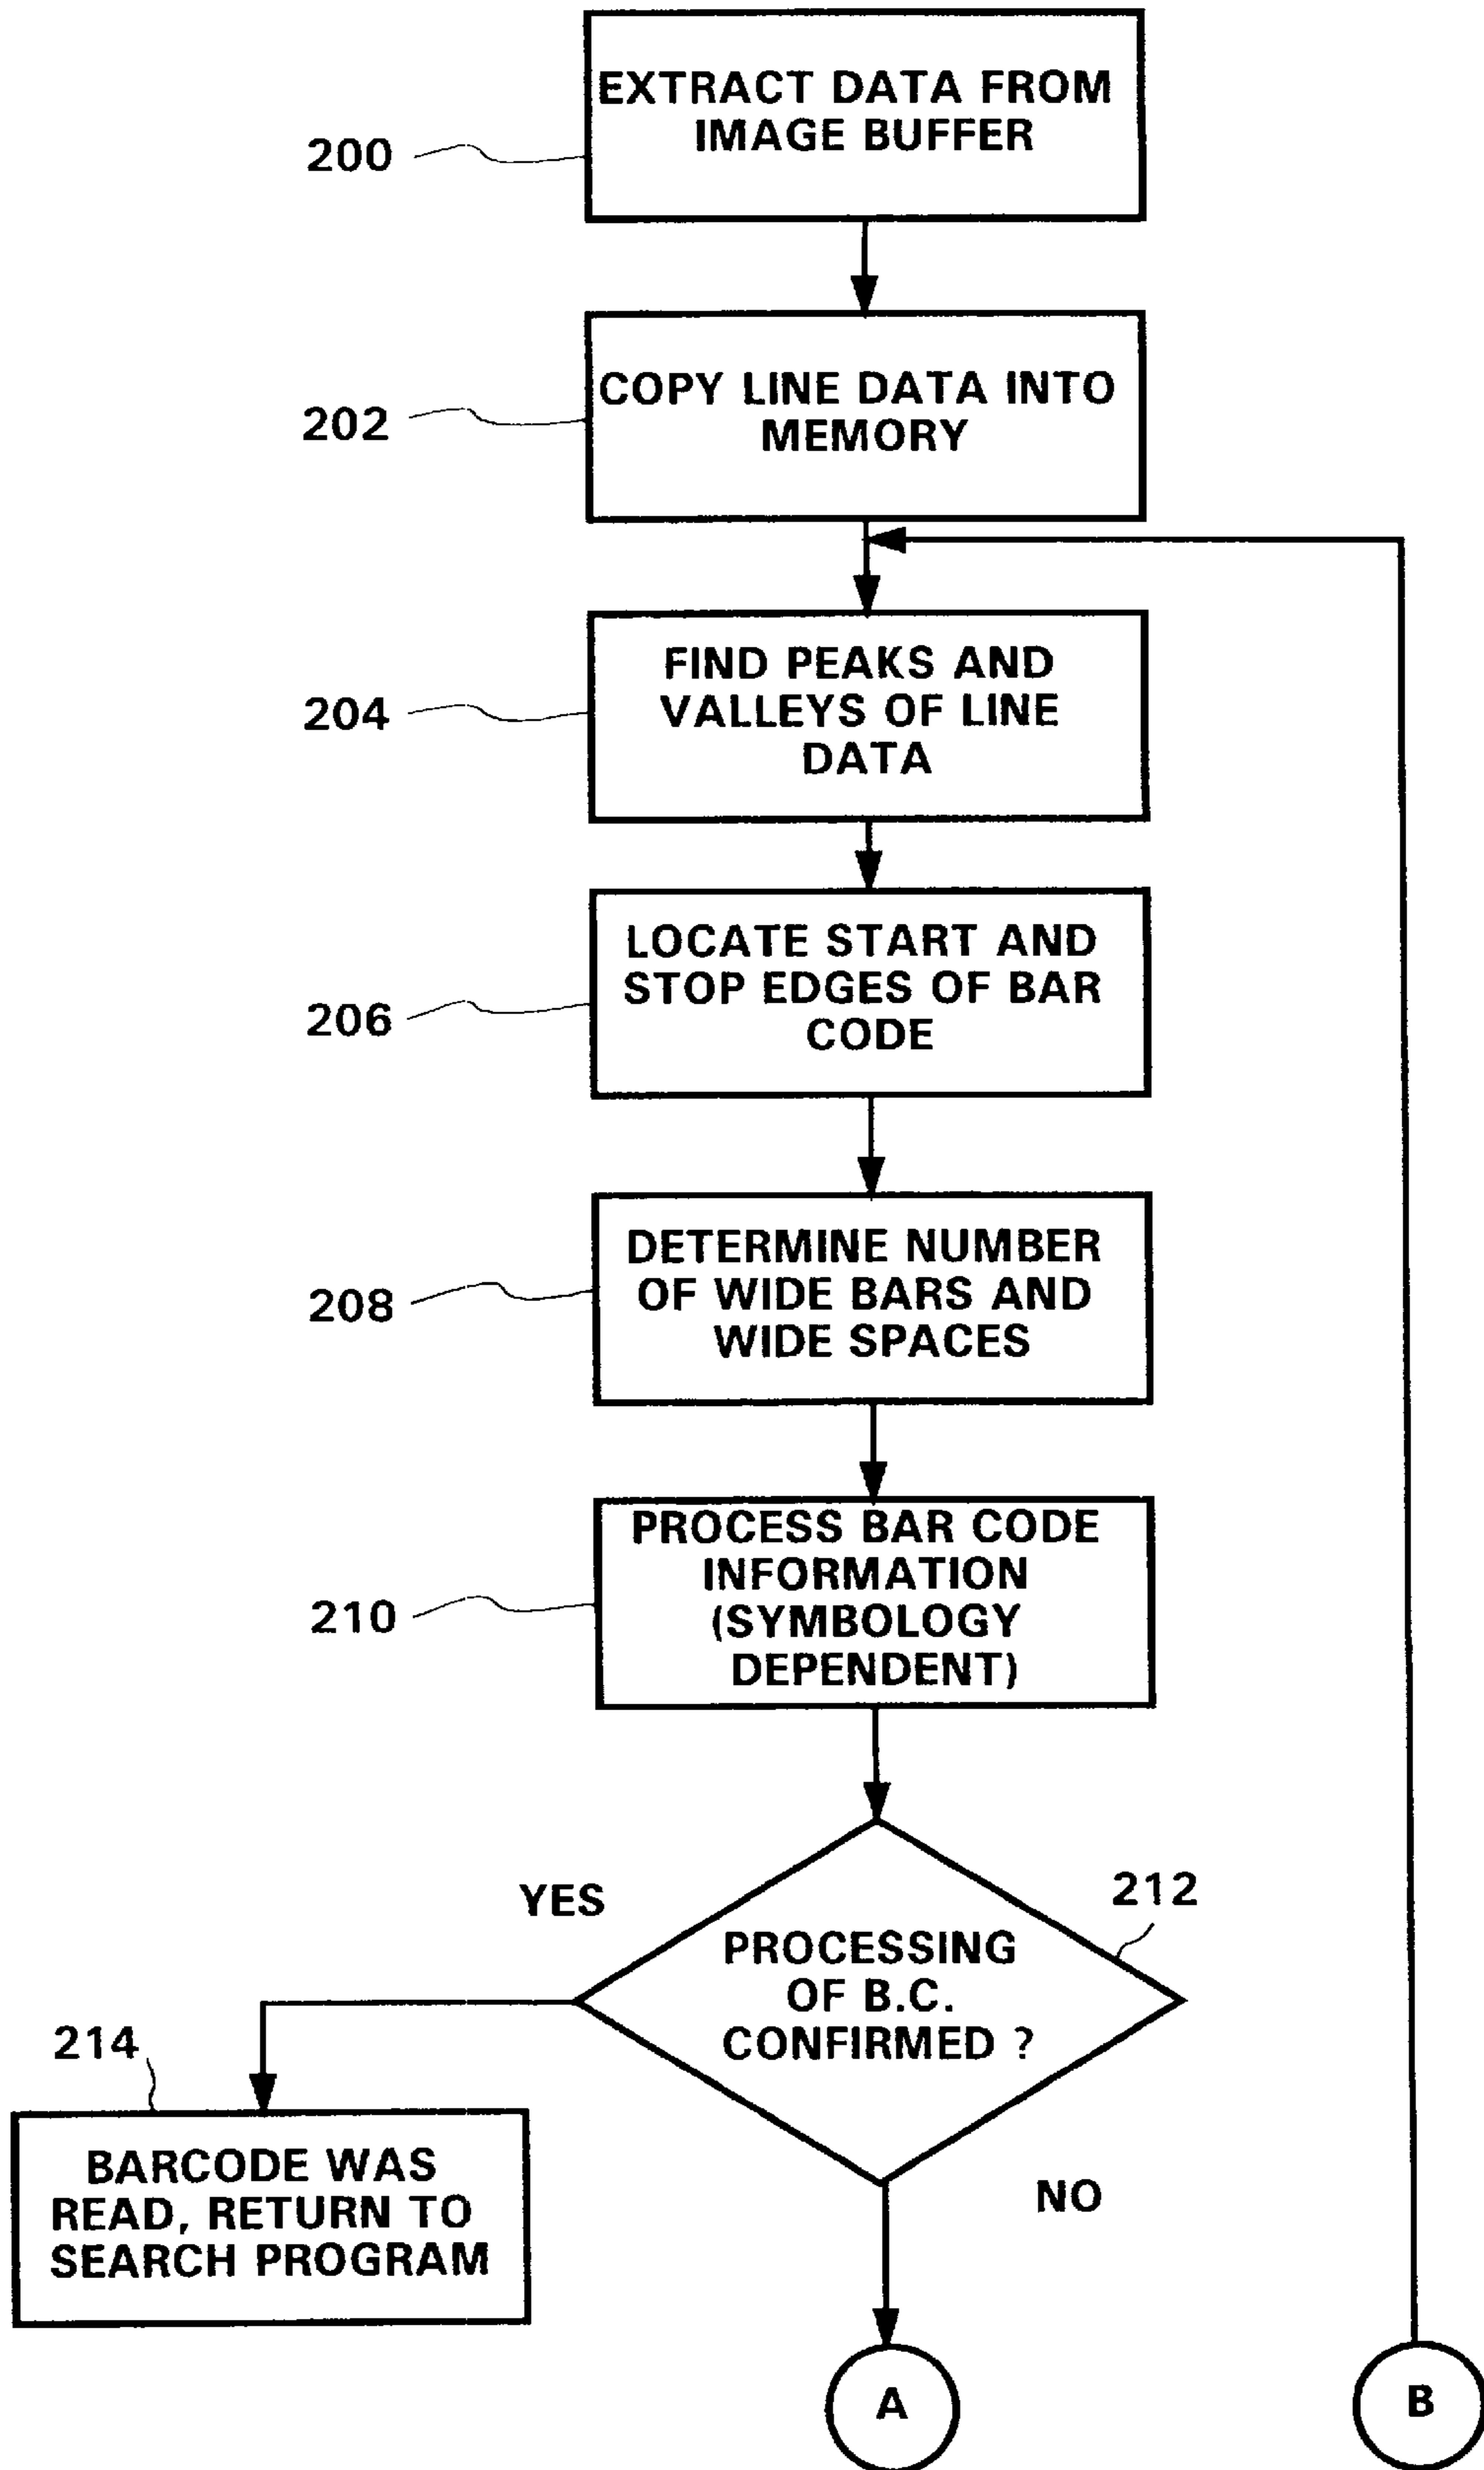 EXTRACT DATA FROM
IMAGE BUFFER
200
COPY LINE DATA INTO
MEMORY
202
FIND PEAKS AND
VALLEYS OF LINE
DATA
204
LOCATE START AND
STOP EDGES OF BAR
CODE
206
DETERMINE NUMBER
OF WIDE BARS AND
WIDE SPACES
208
PROCESS BAR CODE
INFORMATION
(SYMBOLOGY
DEPENDENT)
210
YES
212
PROCESSING
OF B.C.
CONFIRMED ?
214
BARCODE WAS
READ, RETURN TO
SEARCH PROGRAM
NO
A
B